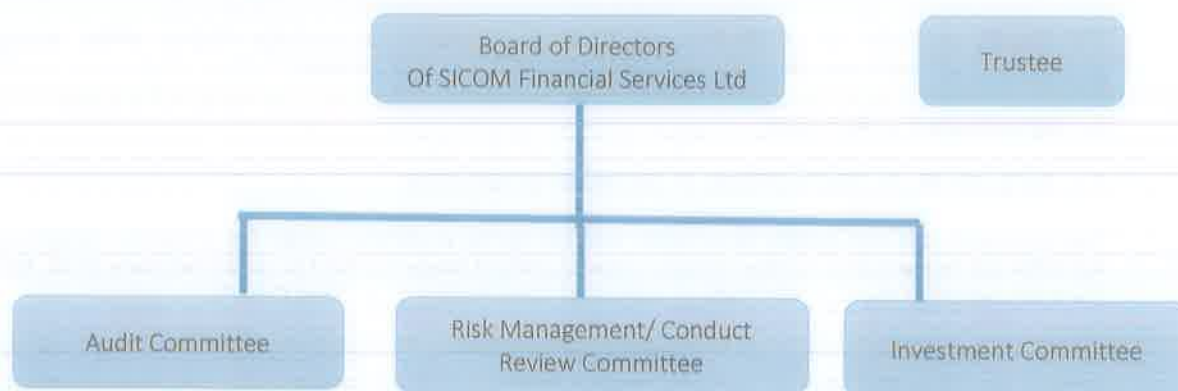 Board of Directors
Of SICOM Financial Services Ltd
Trustee
Audit Committee
Risk Management/ Conduct
Review Committee
Investment Committee